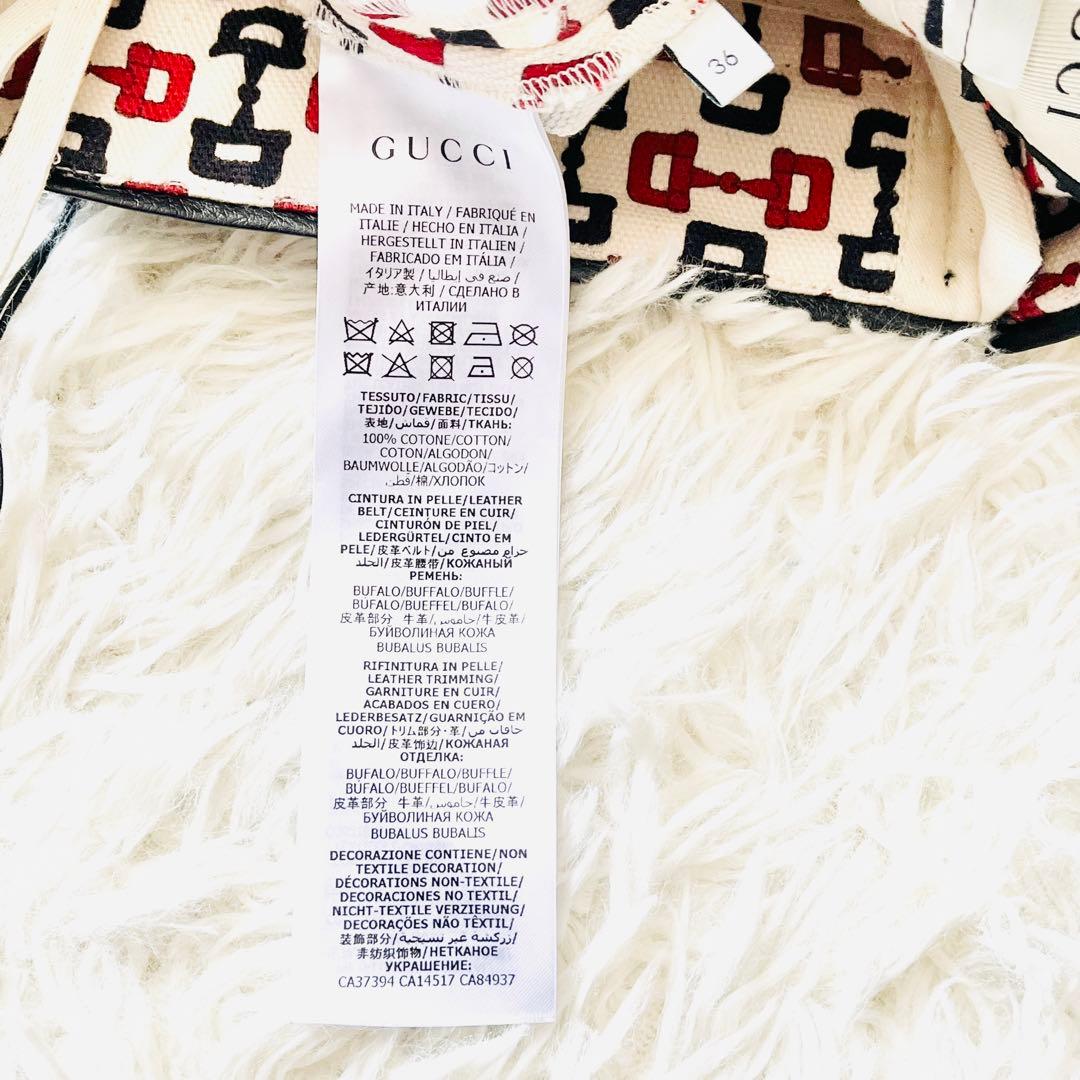 36
GUCCI
MADE IN ITALY / FABRIQUÉ EN
ITALIE / HECHO EN ITALIA /
HERGESTELLT IN ITALIEN /
FABRICADO EM ITÁLIA /
イタリア製 / صنع في إيطاليا /
产地:意大利 / СДЕЛАНО В
ИТАЛИИ
TESSUTO/FABRIC/TISSU/
TEJIDO/GEWEBE/TECIDO/
表地/قماش/面料/ТКАНЬ:
100% COTONE/COTTON/
COTON/ALGODON/
BAUMWOLLE/ALGODÃO/コットン/
قطن/棉/ХЛОПОК
CINTURA IN PELLE/LEATHER
BELT/CEINTURE EN CUIR/
CINTURÓN DE PIEL/
LEDERGÜRTEL/CINTO EM
PELE/皮革ベルト/حزام مصنوع من
الجلد/皮革腰带/КОЖАНЫЙ
РЕМЕНЬ:
BUFALO/BUFFALO/BUFFLE/
BUFALO/BUEFFEL/BUFALO/
皮革部分 牛革/جاموس/牛皮革/
БУЙВОЛИНАЯ КОЖА
BUBALUS BUBALIS
RIFINITURA IN PELLE/
LEATHER TRIMMING/
GARNITURE EN CUIR/
ACABADOS EN CUERO/
LEDERBESATZ/GUARNIÇÃO EM
CUORO/トリム部分・革/حافات من
الجلد/皮革饰边/КОЖАНАЯ
ОТДЕЛКА:
BUFALO/BUFFALO/BUFFLE/
BUFALO/BUEFFEL/BUFALO/
皮革部分 牛革/جاموس/牛皮革/
БУЙВОЛИНАЯ КОЖА
BUBALUS BUBALIS
DECORAZIONE CONTIENE/NON
TEXTILE DECORATION/
DÉCORATIONS NON-TEXTILE/
DECORACIONES NO TEXTIL/
NICHT-TEXTILE VERZIERUNG/
DECORAÇÕES NÃO TÊXTIL/
装飾部分/زركشة غير نسيجية/
非纺织饰物/НЕТКАНОЕ
УКРАШЕНИЕ:
CA37394 CA14517 CA84937